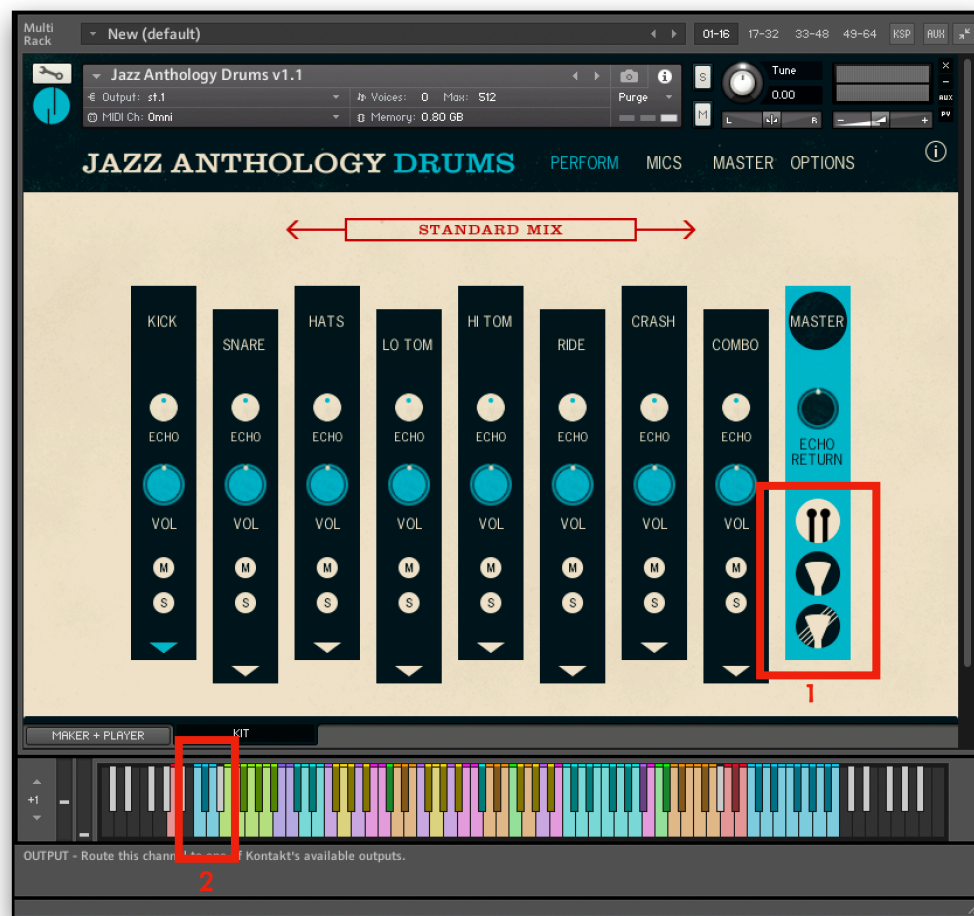 Multi
Rack
New (default)
01-16 17-32 33-48 49-64 KSP AUX
Jazz Anthology Drums v1.1
Output: st.1
Voices: 0 Max: 512
Purge
MIDI Ch: Omni
Memory: 0.80 GB
S
M
Tune
0.00
L R
- +
×
-
AUX
PV
JAZZ ANTHOLOGY DRUMS
PERFORM MICS MASTER OPTIONS
i
STANDARD MIX
KICK SNARE HATS LO TOM HI TOM RIDE CRASH COMBO MASTER
ECHO ECHO ECHO ECHO ECHO ECHO ECHO ECHO
ECHO
RETURN
VOL VOL VOL VOL VOL VOL VOL VOL
M M M M M M M M
S S S S S S S S
1
MAKER + PLAYER
KIT
+1
OUTPUT - Route this channel to one of Kontakt's available outputs.
2